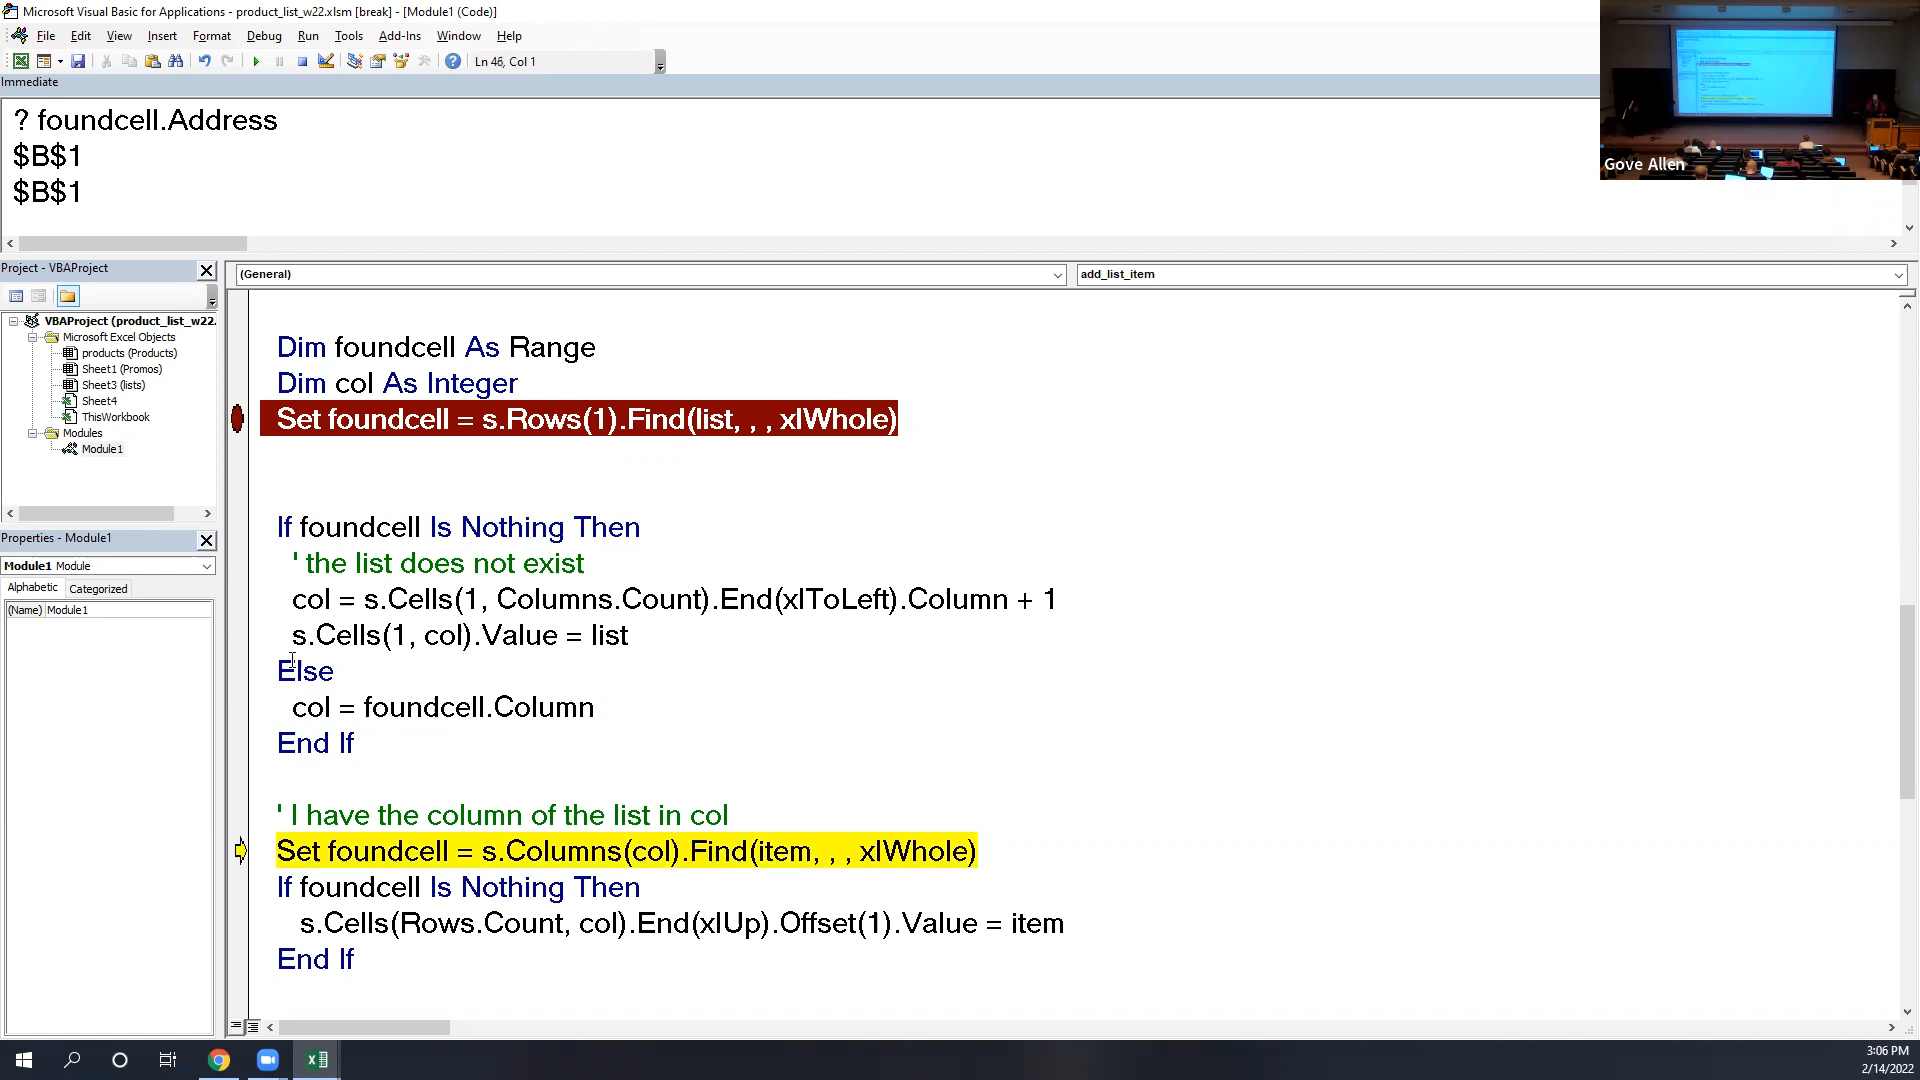 Microsoft Visual Basic for Applications - product_list_w22.xlsm [break] - [Module1 (Code)]
File Edit View Insert Format Debug Run Tools Add-Ins Window Help
Ln 46, Col 1
Immediate
? foundcell.Address
$B$1
$B$1
Gove Allen
Project - VBAProject
VBAProject (product_list_w22.
Microsoft Excel Objects
products (Products)
Sheet1 (Promos)
Sheet3 (lists)
Sheet4
ThisWorkbook
Modules
Module1
Properties - Module1
Module1 Module
Alphabetic Categorized
(Name) Module1
(General) add_list_item
Dim foundcell As Range
Dim col As Integer
Set foundcell = s.Rows(1).Find(list, , , xlWhole)
If foundcell Is Nothing Then
' the list does not exist
col = s.Cells(1, Columns.Count).End(xlToLeft).Column + 1
s.Cells(1, col).Value = list
Else
col = foundcell.Column
End If
' I have the column of the list in col
Set foundcell = s.Columns(col).Find(item, , , xlWhole)
If foundcell Is Nothing Then
s.Cells(Rows.Count, col).End(xlUp).Offset(1).Value = item
End If
3:06 PM
2/14/2022